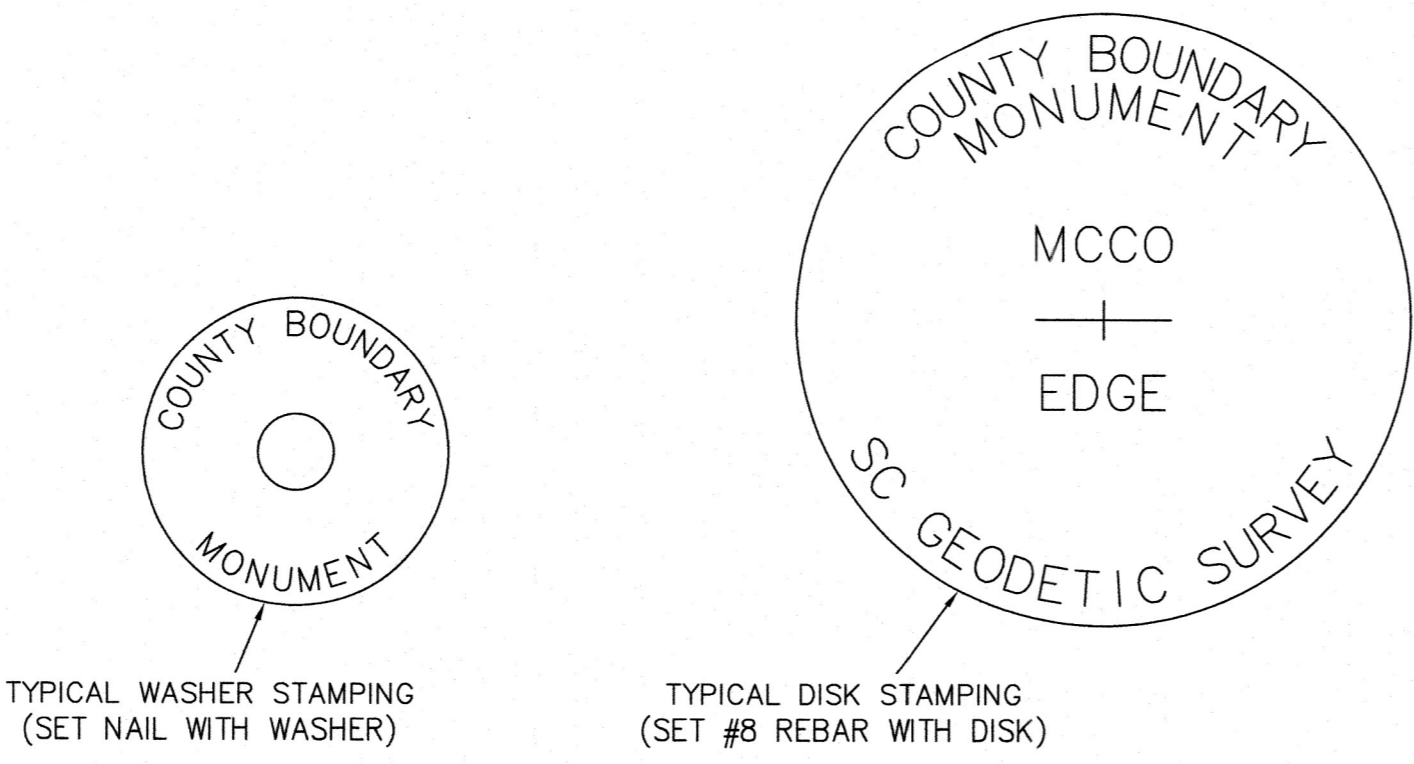 COUNTY BOUNDARY
MONUMENT
TYPICAL WASHER STAMPING
(SET NAIL WITH WASHER)
COUNTY BOUNDARY
MONUMENT
MCCO
EDGE
SC GEODETIC SURVEY
TYPICAL DISK STAMPING
(SET #8 REBAR WITH DISK)